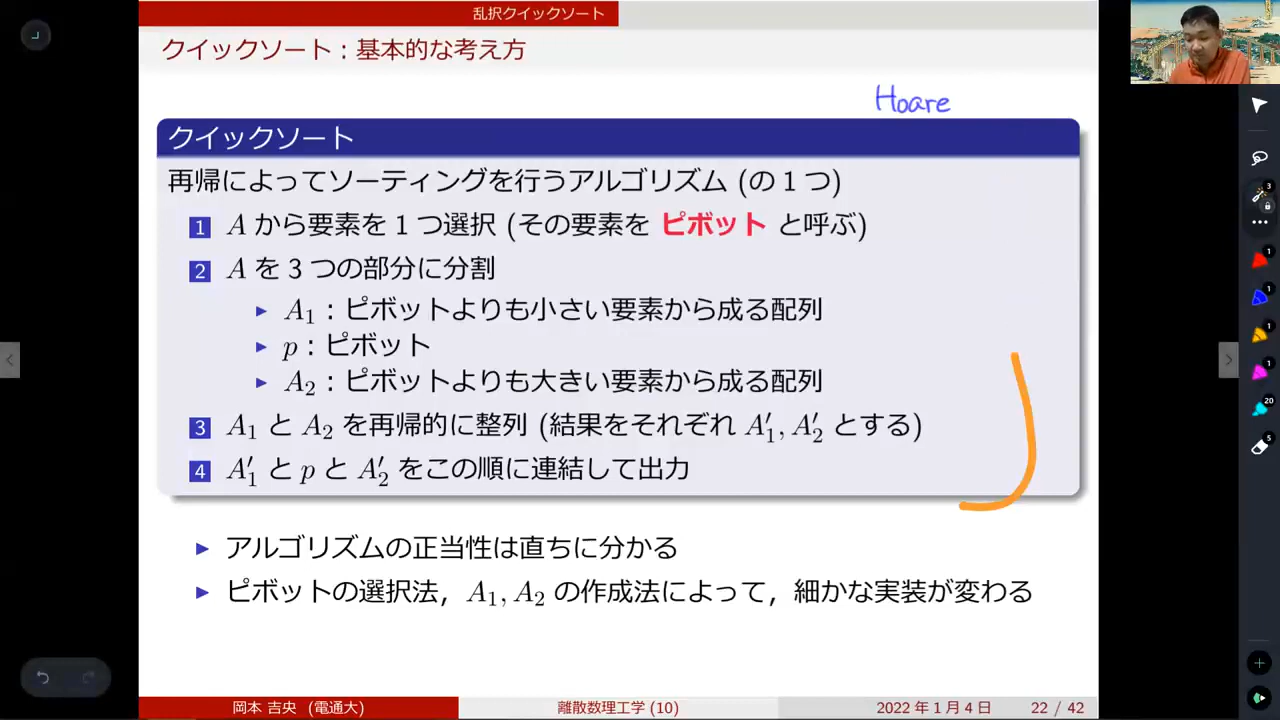 乱択クイックソート
クイックソート：基本的な考え方
Hoare
クイックソート
再帰によってソーティングを行うアルゴリズム (の 1 つ)
1 A から要素を 1 つ選択 (その要素を ピボット と呼ぶ)
2 A を 3 つの部分に分割
▶ A₁：ピボットよりも小さい要素から成る配列
▶ p：ピボット
▶ A₂：ピボットよりも大きい要素から成る配列
3 A₁ と A₂ を再帰的に整列 (結果をそれぞれ A′₁, A′₂ とする)
4 A′₁ と p と A′₂ をこの順に連結して出力
▶ アルゴリズムの正当性は直ちに分かる
▶ ピボットの選択法，A₁, A₂ の作成法によって，細かな実装が変わる
岡本 吉央 (電通大) 離散数理工学 (10) 2022 年 1 月 4 日 22 / 42
3
1
1
1
1
20
5